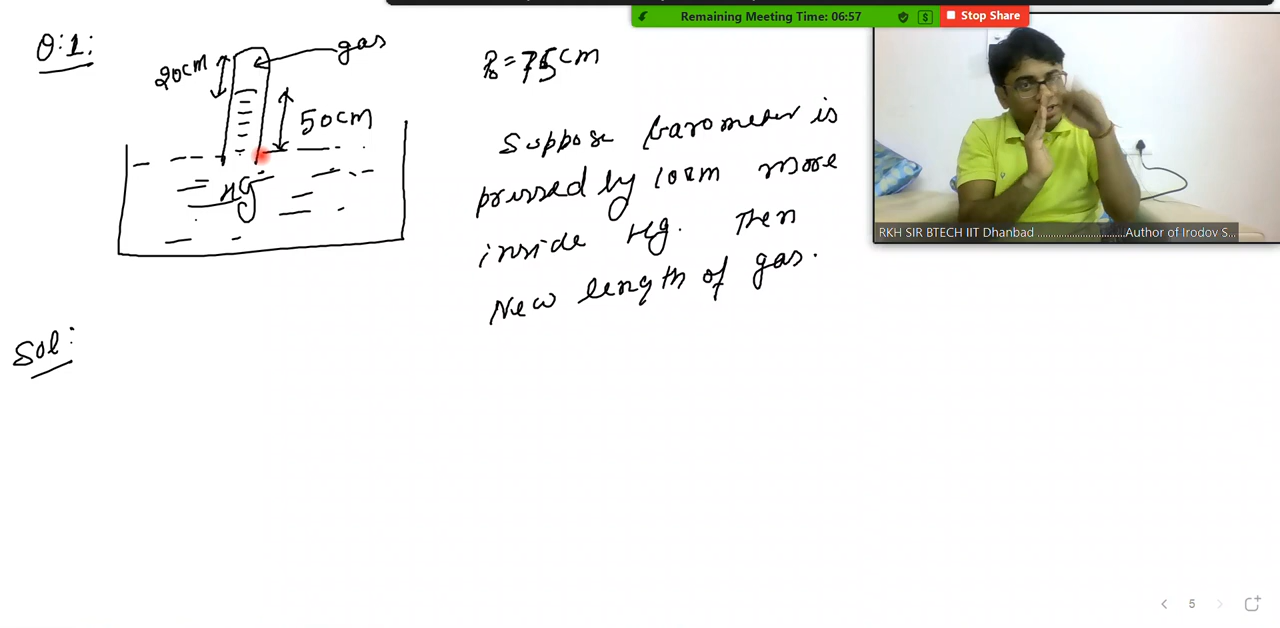 Remaining Meeting Time: 06:57
$
Stop Share
Q:1:
gas
20cm
50cm
Hg
P₀ = 75cm
Suppose barometer is
pressed by 10cm more
inside Hg. Then
New length of gas.
Sol:
RKH SIR BTECH IIT Dhanbad ..............................Author of Irodov S...
5